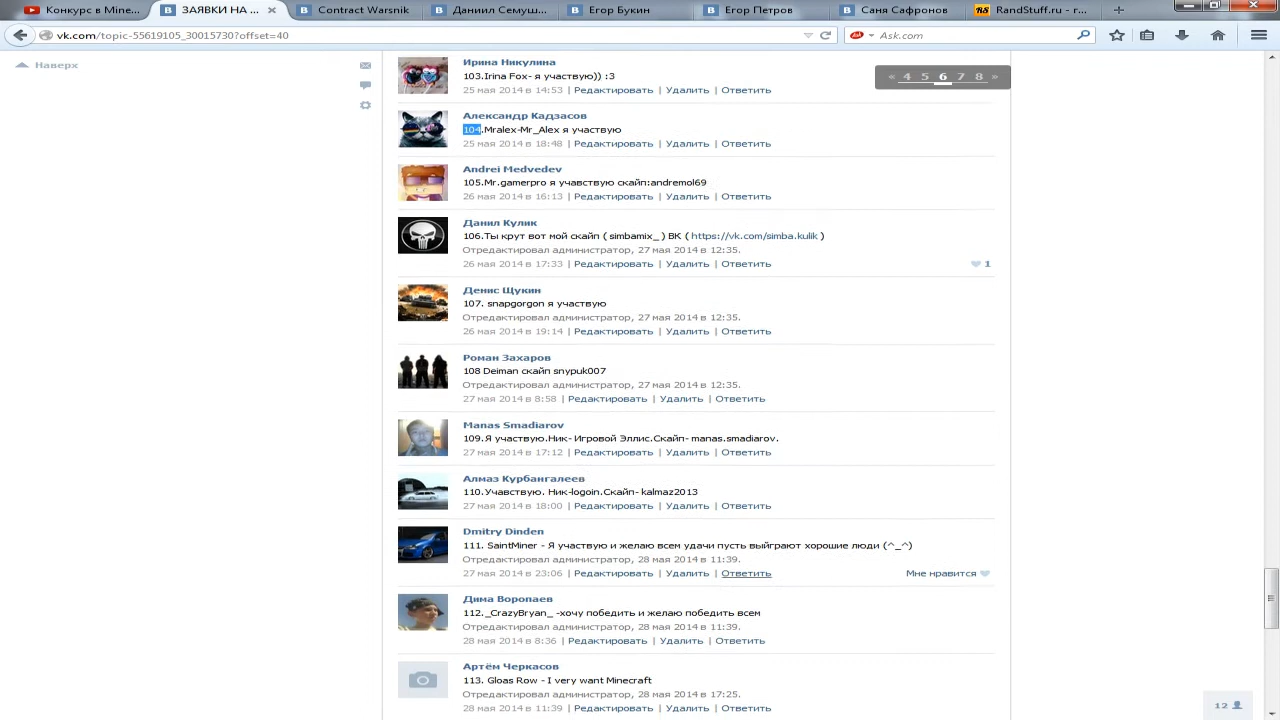 Конкурс в Mine...
ЗАЯВКИ НА ...
Contract Warsnik
Даниил Селуш...
Егор Букин
Егор Петров
Саня Сафронов
RandStuff.ru - г...
vk.com/topic-55619105_30015730?offset=40
Ask.com
Наверх
« 4 5 6 7 8 »
Ирина Никулина
103.Irina Fox- я участвую)) :3
25 мая 2014 в 14:53 | Редактировать | Удалить | Ответить
Александр Кадзасов
104.Mralex-Mr_Alex я участвую
25 мая 2014 в 18:48 | Редактировать | Удалить | Ответить
Andrei Medvedev
105.Mr.gamerpro я учавствую скайп:andremol69
26 мая 2014 в 16:13 | Редактировать | Удалить | Ответить
Данил Кулик
106.Ты крут вот мой скайп ( simbamix_ ) ВК ( https://vk.com/simba.kulik )
Отредактировал администратор, 27 мая 2014 в 12:35.
26 мая 2014 в 17:33 | Редактировать | Удалить | Ответить
1
Денис Щукин
107. snapgorgon я участвую
Отредактировал администратор, 27 мая 2014 в 12:35.
26 мая 2014 в 19:14 | Редактировать | Удалить | Ответить
Роман Захаров
108 Deiman скайп snypuk007
Отредактировал администратор, 27 мая 2014 в 12:35.
27 мая 2014 в 8:58 | Редактировать | Удалить | Ответить
Manas Smadiarov
109.Я участвую.Ник- Игровой Эллис.Скайп- manas.smadiarov.
27 мая 2014 в 17:12 | Редактировать | Удалить | Ответить
Алмаз Курбангалеев
110.Учавствую. Ник-logoin.Скайп- kalmaz2013
27 мая 2014 в 18:00 | Редактировать | Удалить | Ответить
Dmitry Dinden
111. SaintMiner - Я участвую и желаю всем удачи пусть выйграют хорошие люди (^_^)
Отредактировал администратор, 28 мая 2014 в 11:39.
27 мая 2014 в 23:06 | Редактировать | Удалить | Ответить
Мне нравится
Дима Воропаев
112._CrazyBryan_ -хочу победить и желаю победить всем
Отредактировал администратор, 28 мая 2014 в 11:39.
28 мая 2014 в 8:36 | Редактировать | Удалить | Ответить
Артём Черкасов
113. Gloas Row - I very want Minecraft
Отредактировал администратор, 28 мая 2014 в 17:25.
28 мая 2014 в 11:39 | Редактировать | Удалить | Ответить
12